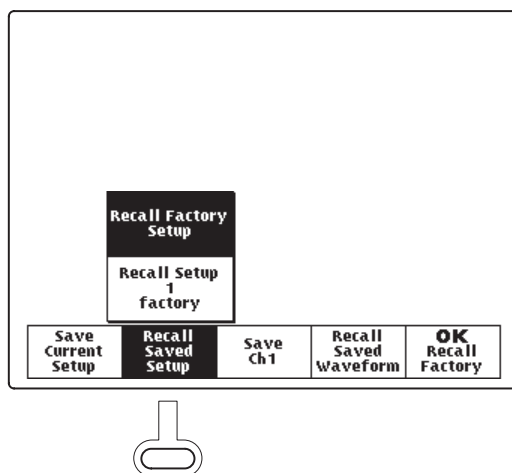 Recall Factory
Setup
Recall Setup
1
factory
Save
Current
Setup
Recall
Saved
Setup
Save
Ch1
Recall
Saved
Waveform
OK
Recall
Factory